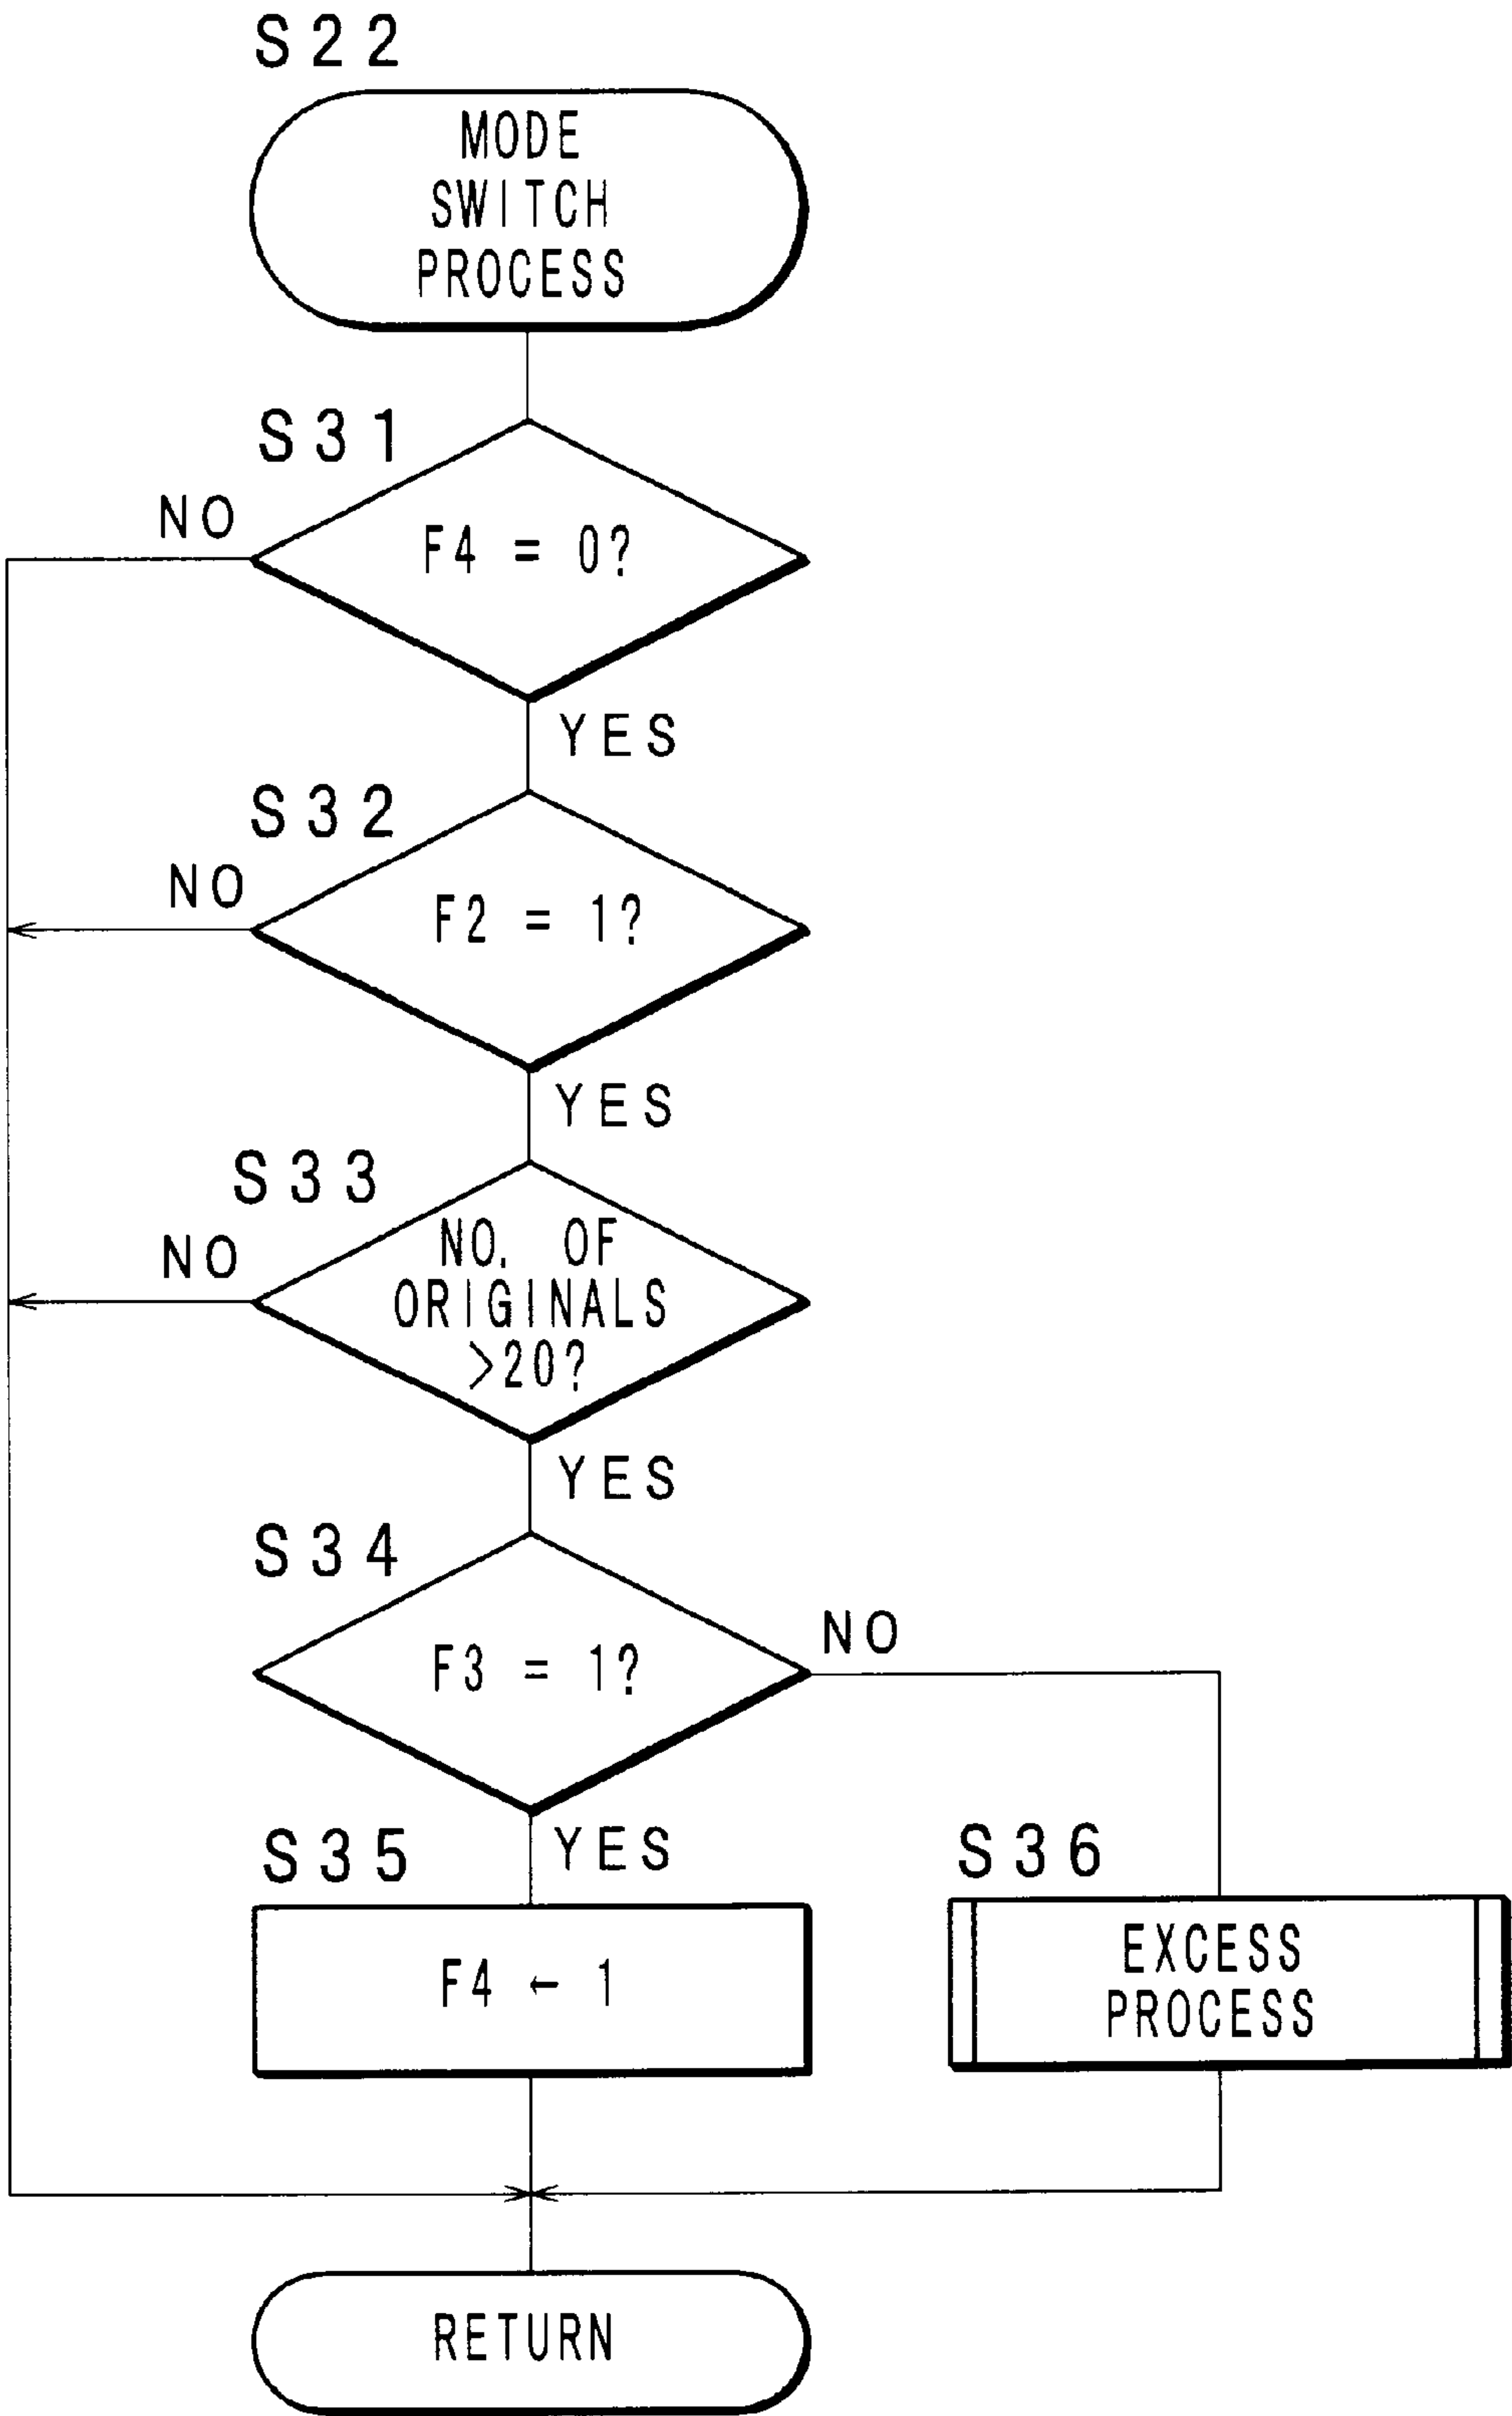 S22
MODE
SWITCH
PROCESS
S31
NO
F4 = 0?
YES
S32
NO
F2 = 1?
YES
S33
NO
NO. OF
ORIGINALS
>20?
YES
S34
NO
F3 = 1?
YES
S35
F4 ← 1
S36
EXCESS
PROCESS
RETURN